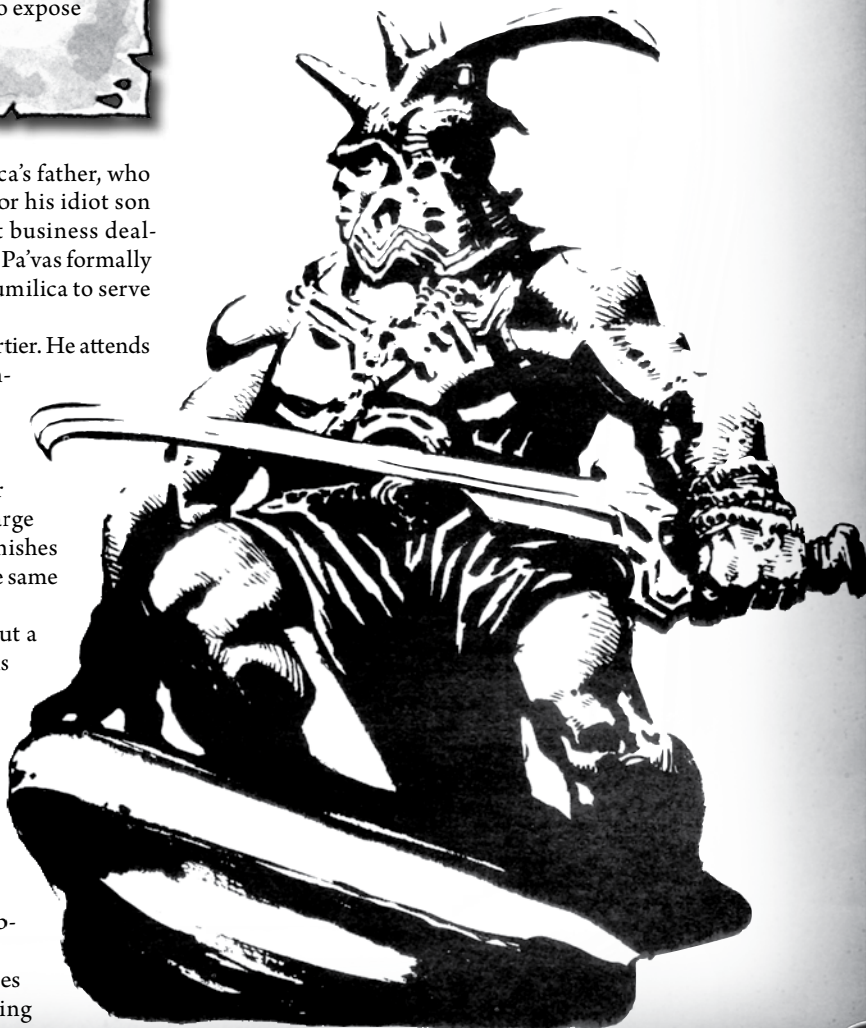 o expose
ca’s father, who
or his idiot son
t business deal-
Pa’vas formally
umilica to serve
rtier. He attends
n-
r
arge
nishes
e same
ut a
s
es
ing